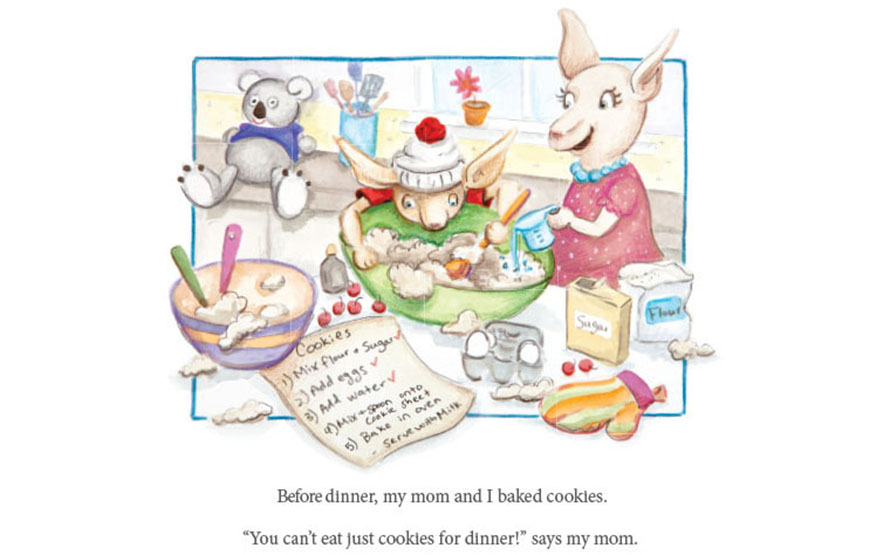 Cookies
1) Mix flour + Sugar ✓
2) Add eggs ✓
3) Add water ✓
4) Mix + spoon onto
cookie sheet
5) Bake in oven
- Serve with Milk
Sugar
Flour
Before dinner, my mom and I baked cookies.
“You can’t eat just cookies for dinner!” says my mom.